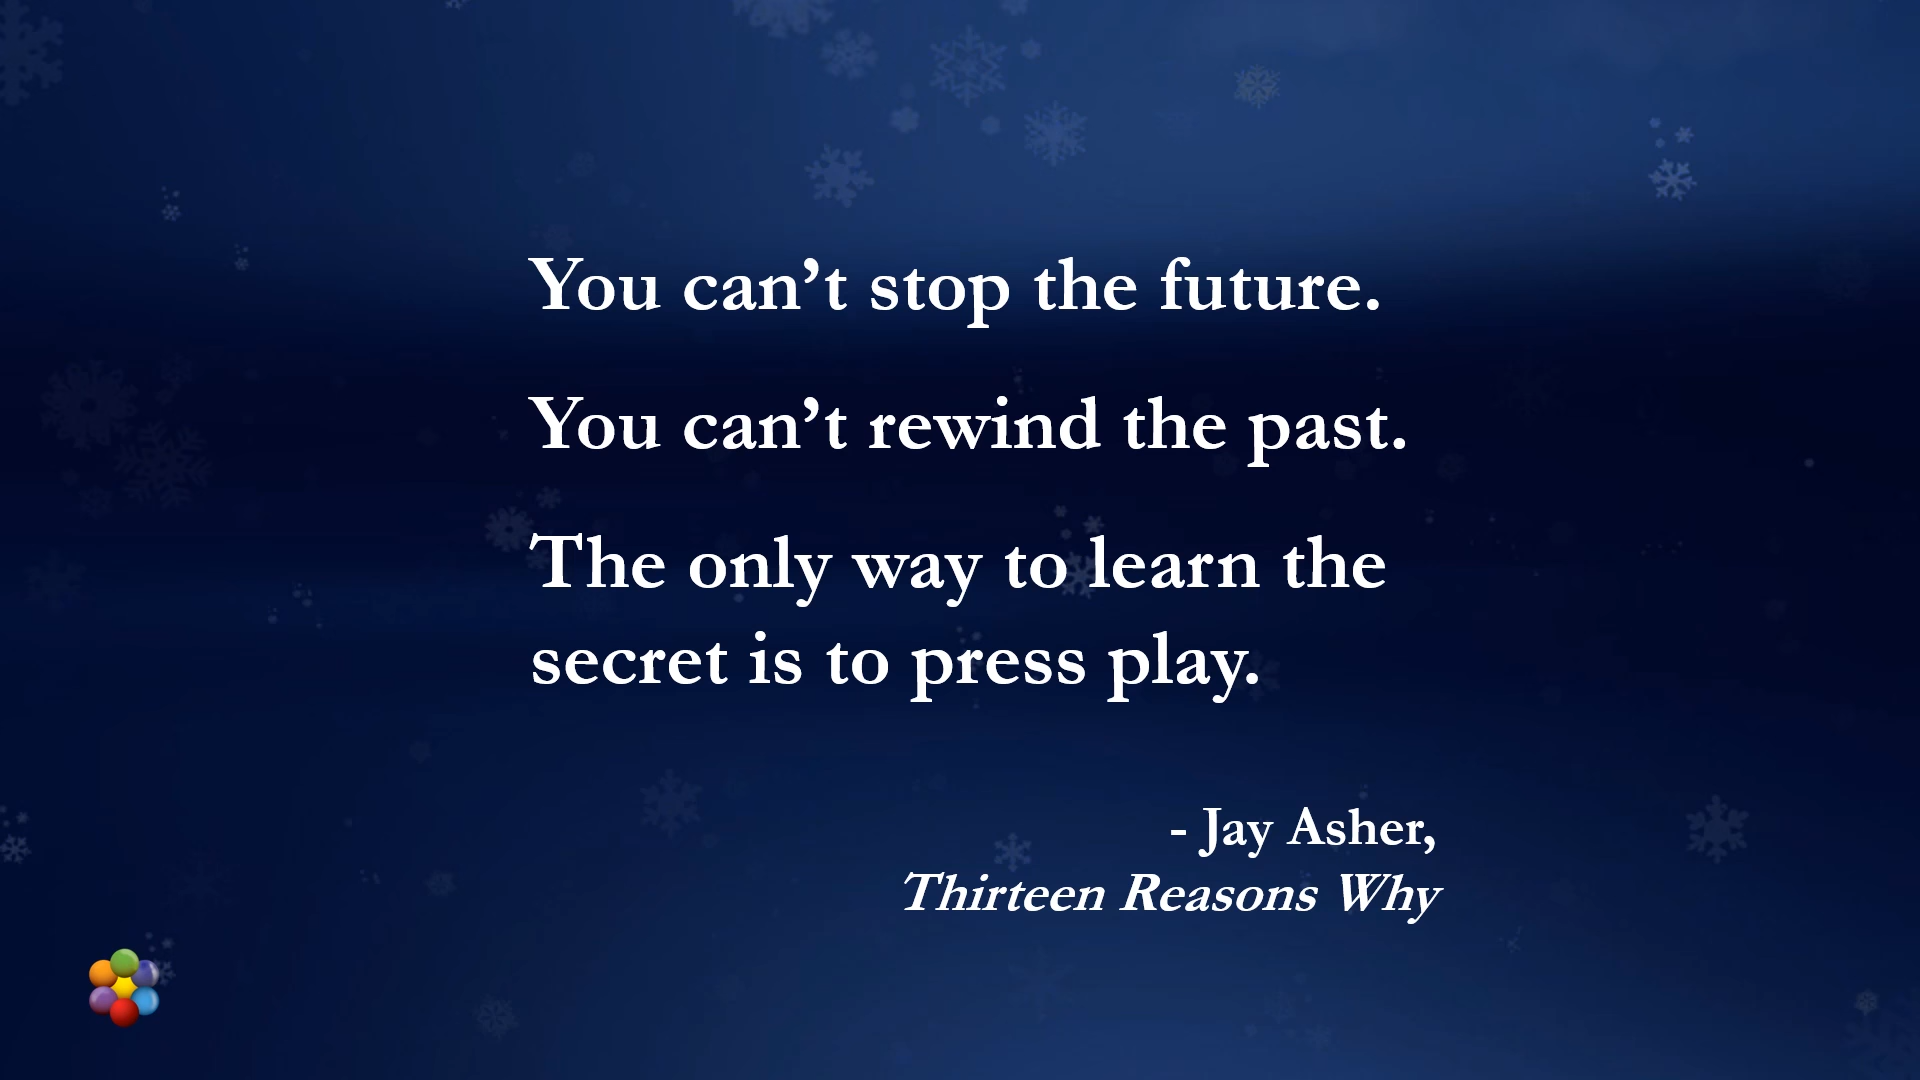 You can’t stop the future.
You can’t rewind the past.
The only way to learn the
secret is to press play.
- Jay Asher,
Thirteen Reasons Why